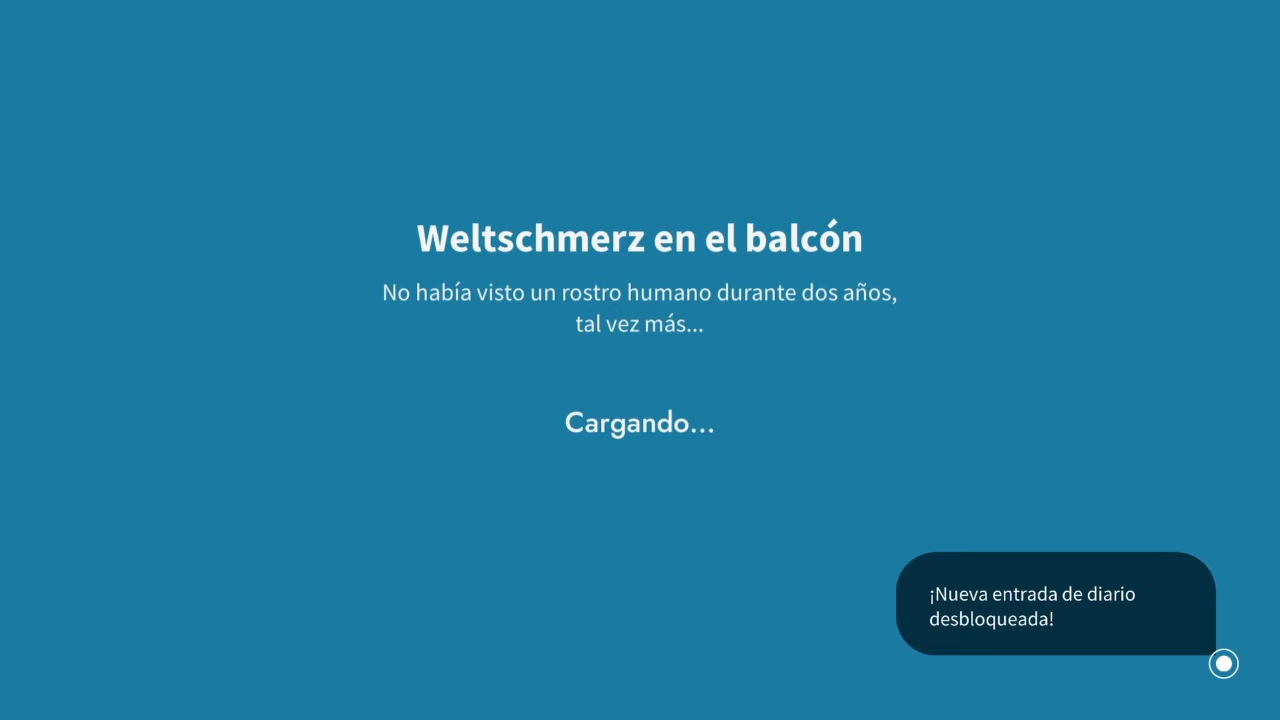 Weltschmerz en el balcón
No había visto un rostro humano durante dos años,
tal vez más...
Cargando...
¡Nueva entrada de diario
desbloqueada!